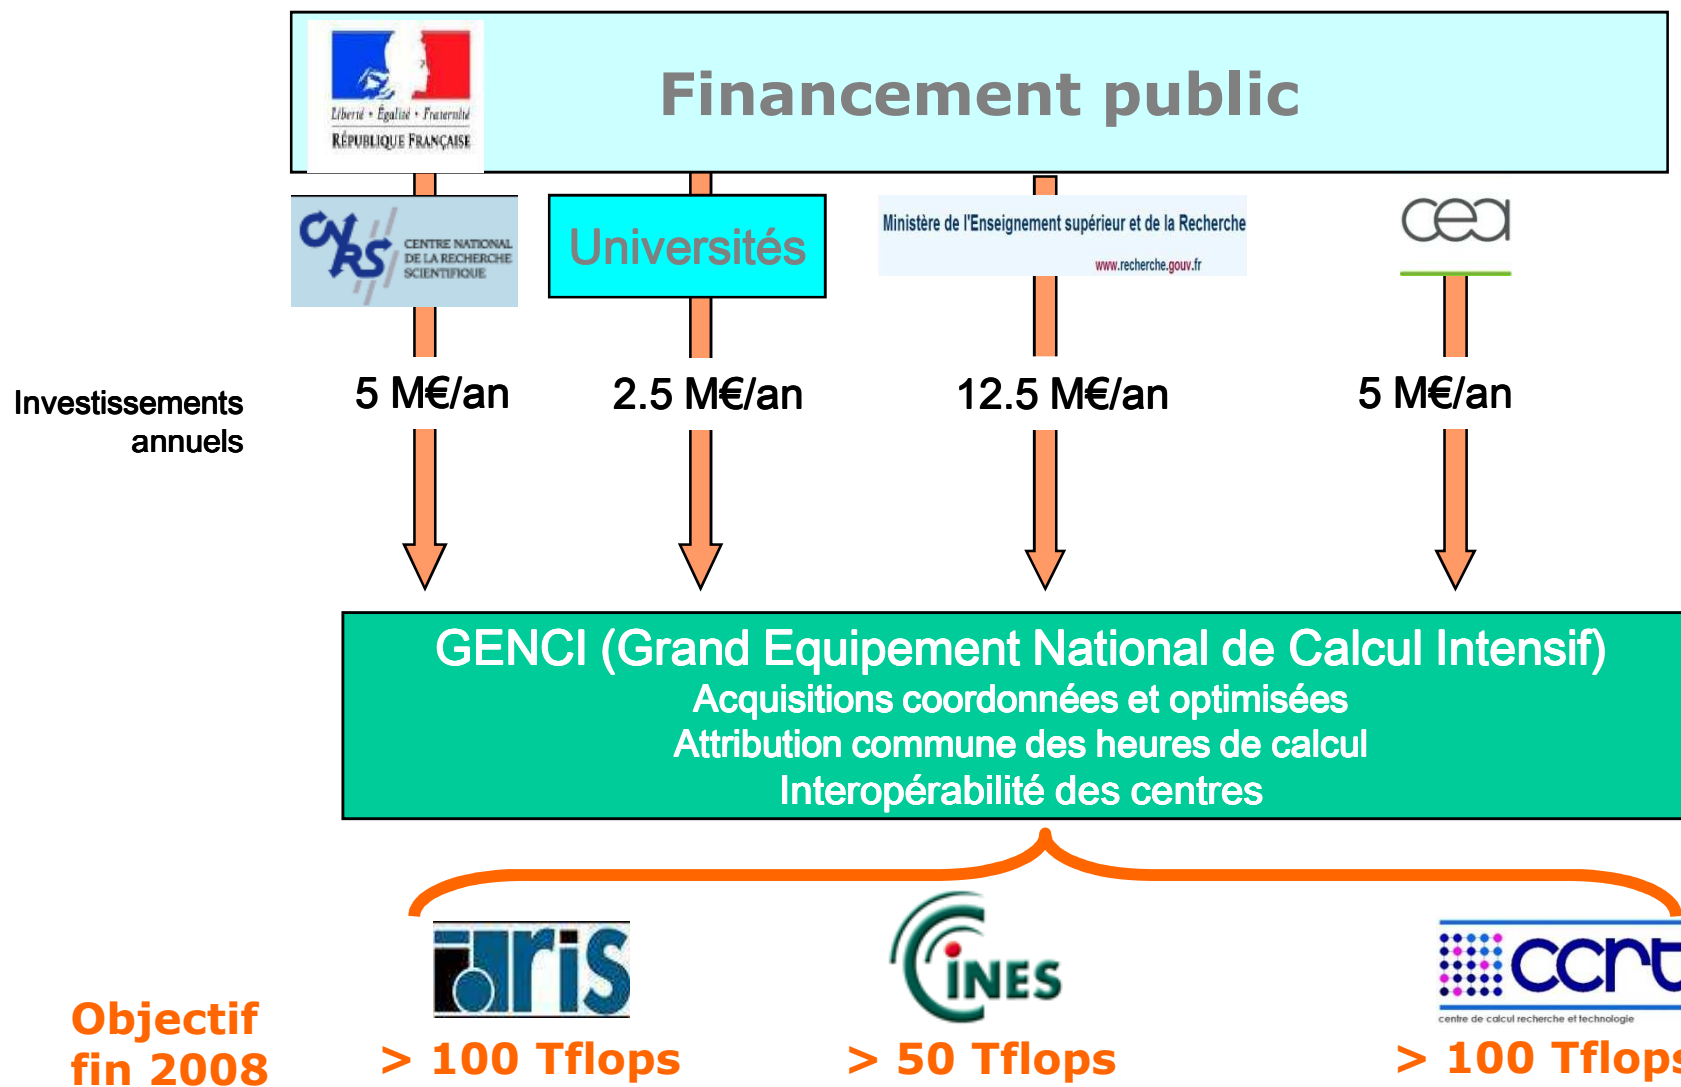 Financement public
Liberté • Égalité • Fraternité
RÉPUBLIQUE FRANÇAISE
CNRS
CENTRE NATIONAL
DE LA RECHERCHE
SCIENTIFIQUE
Universités
Ministère de l'Enseignement supérieur et de la Recherche
www.recherche.gouv.fr
cea
Investissements
annuels
5 M€/an
2.5 M€/an
12.5 M€/an
5 M€/an
GENCI (Grand Equipement National de Calcul Intensif)
Acquisitions coordonnées et optimisées
Attribution commune des heures de calcul
Interopérabilité des centres
idris
CINES
ccrt
centre de calcul recherche et technologie
Objectif
fin 2008
> 100 Tflops
> 50 Tflops
> 100 Tflops